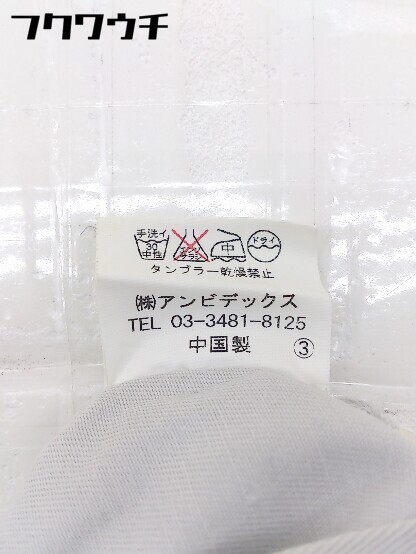 フクワウチ
手洗イ 30 中性 エンソサラシ 中 ドライ
タンブラー乾燥禁止
㈱アンビデックス
TEL 03-3481-8125
中国製 ③